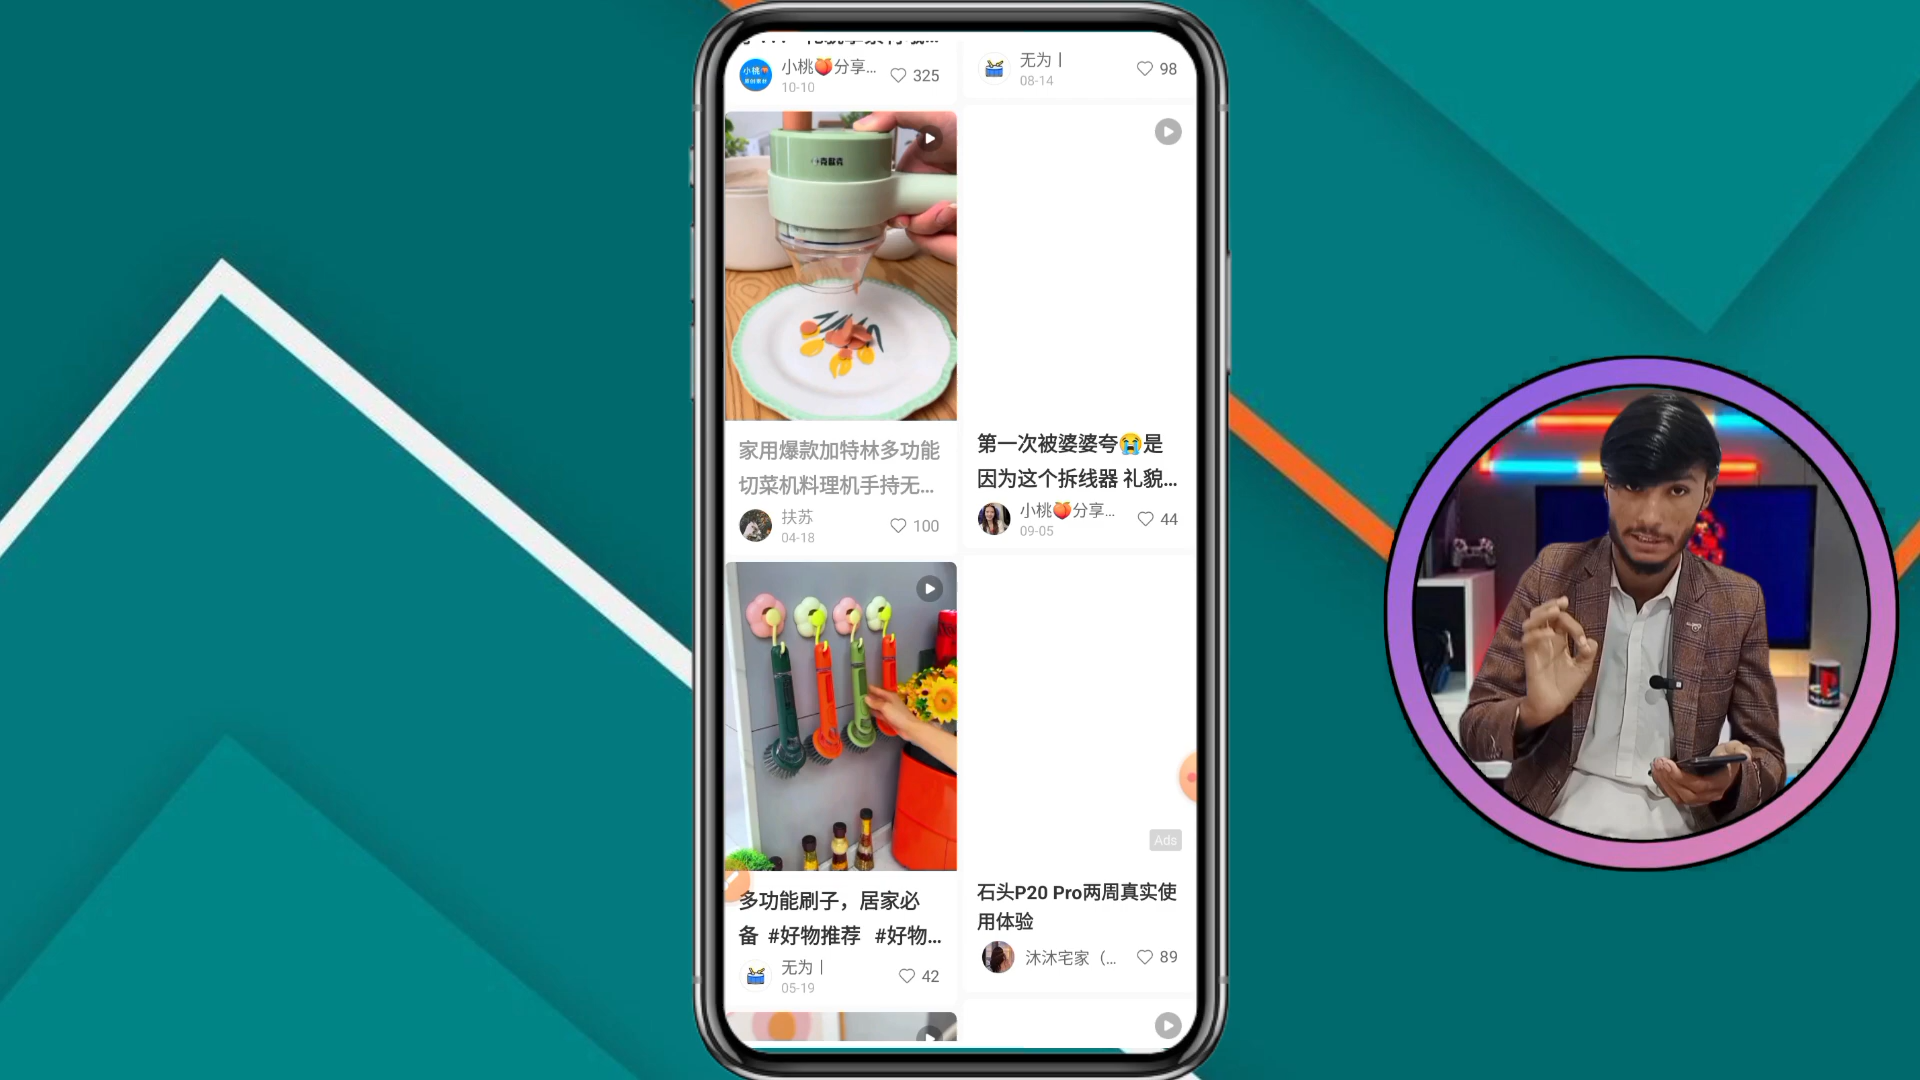 小桃🍑分享...
325
10-10
小桃
家用爆款加特林多功能
切菜机料理机手持无...
扶苏
100
04-18
多功能刷子，居家必
备 #好物推荐 #好物...
无为丨
42
05-19
无为丨
98
08-14
第一次被婆婆夸😭是
因为这个拆线器 礼貌...
小桃🍑分享...
44
09-05
Ads
石头P20 Pro两周真实使
用体验
沐沐宅家（...
89